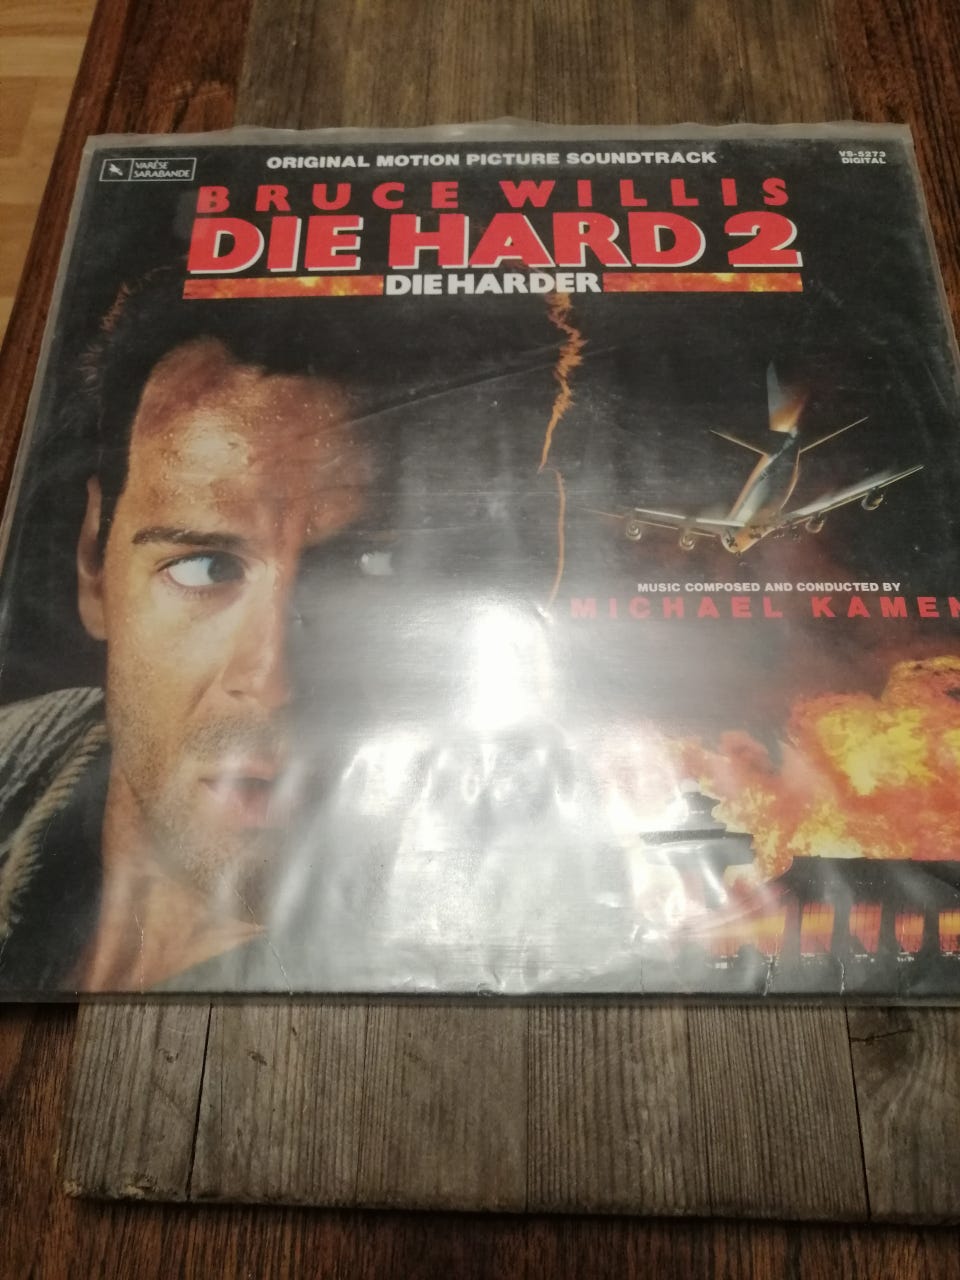 VARÈSE
SARABANDE
ORIGINAL MOTION PICTURE SOUNDTRACK
VS-5273
DIGITAL
BRUCE WILLIS
DIE HARD 2
DIE HARDER
MUSIC COMPOSED AND CONDUCTED BY
MICHAEL KAMEN